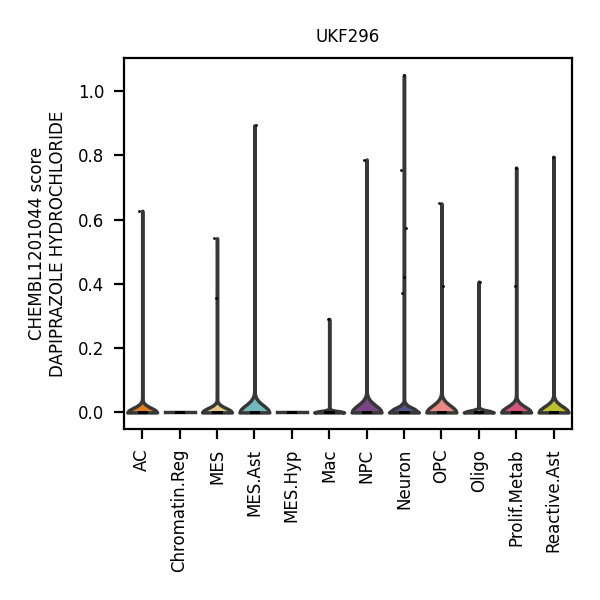 UKF296
CHEMBL1201044 score
DAPIPRAZOLE HYDROCHLORIDE
1.0
0.8
0.6
0.4
0.2
0.0
AC
Chromatin.Reg
MES
MES.Ast
MES.Hyp
Mac
NPC
Neuron
OPC
Oligo
Prolif.Metab
Reactive.Ast